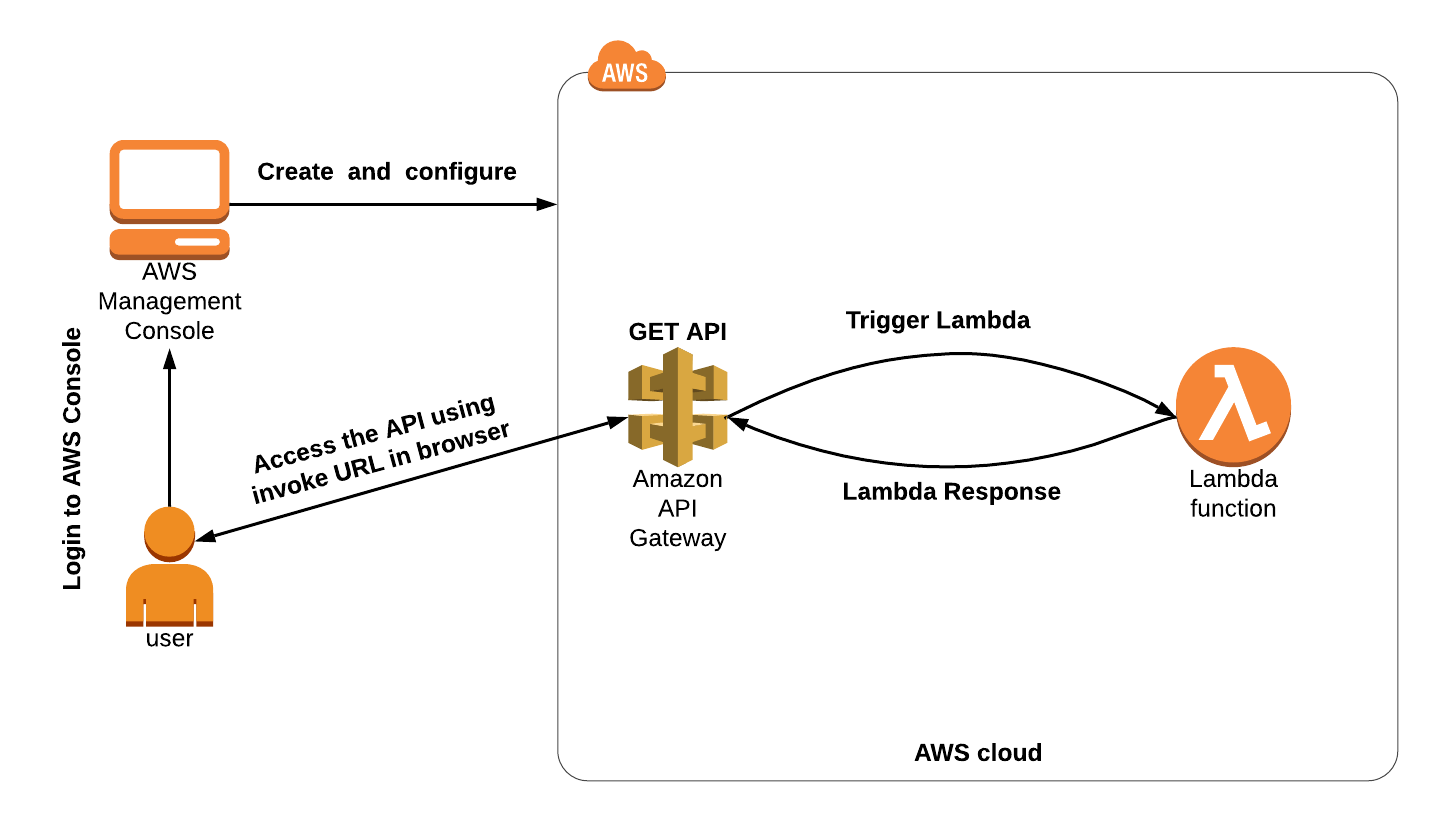 AWS
Create and configure
AWS
Management
Console
Login to AWS Console
GET API
Trigger Lambda
Access the API using
invoke URL in browser
Amazon
API
Gateway
Lambda Response
Lambda
function
user
AWS cloud